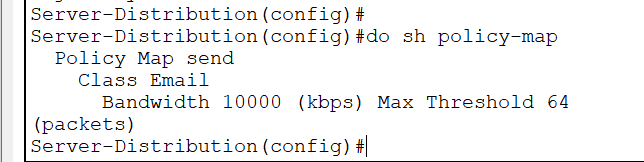 Server-Distribution(config)#
Server-Distribution(config)#do sh policy-map
Policy Map send
Class Email
Bandwidth 10000 (kbps) Max Threshold 64
(packets)
Server-Distribution(config)#